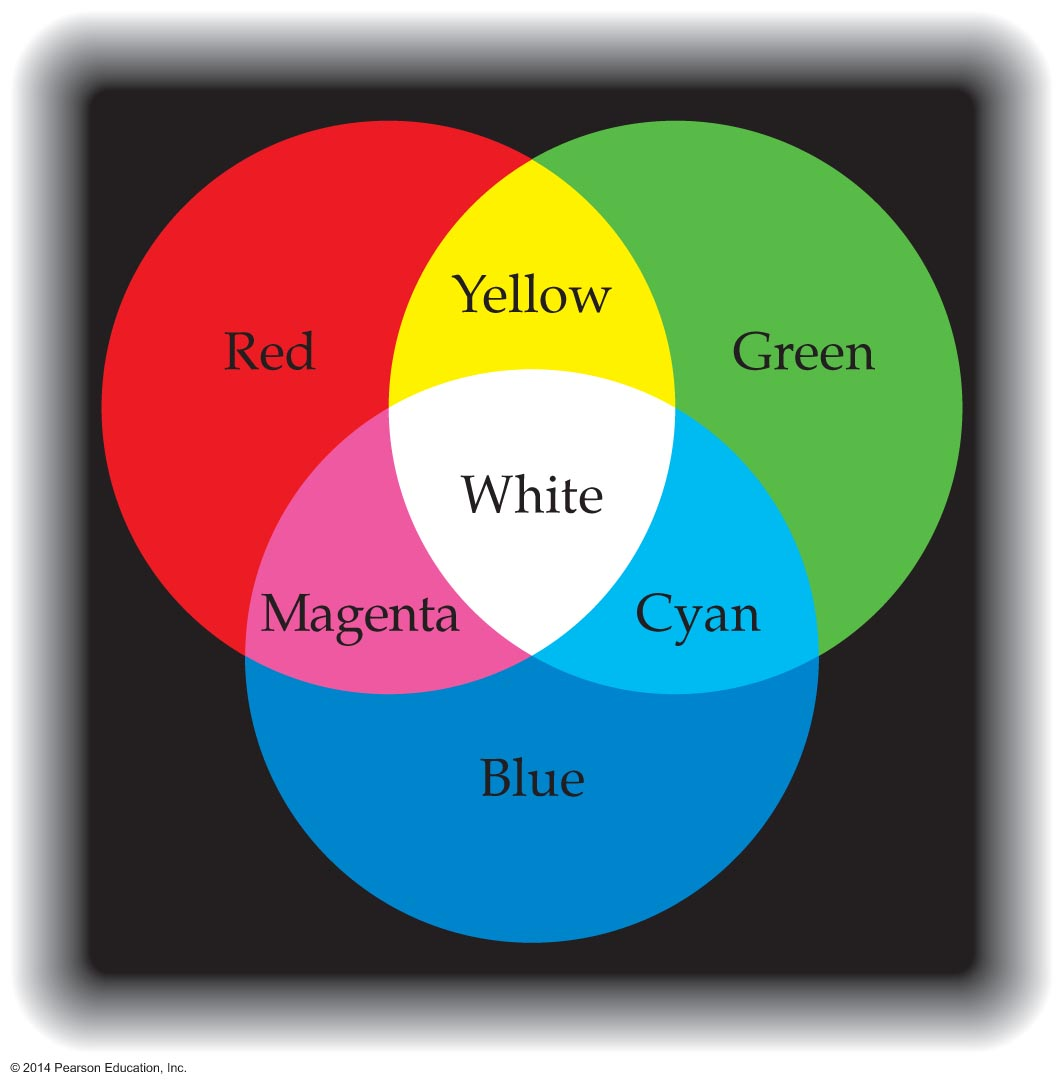 Yellow
Red
Green
White
Magenta
Cyan
Blue
© 2014 Pearson Education, Inc.